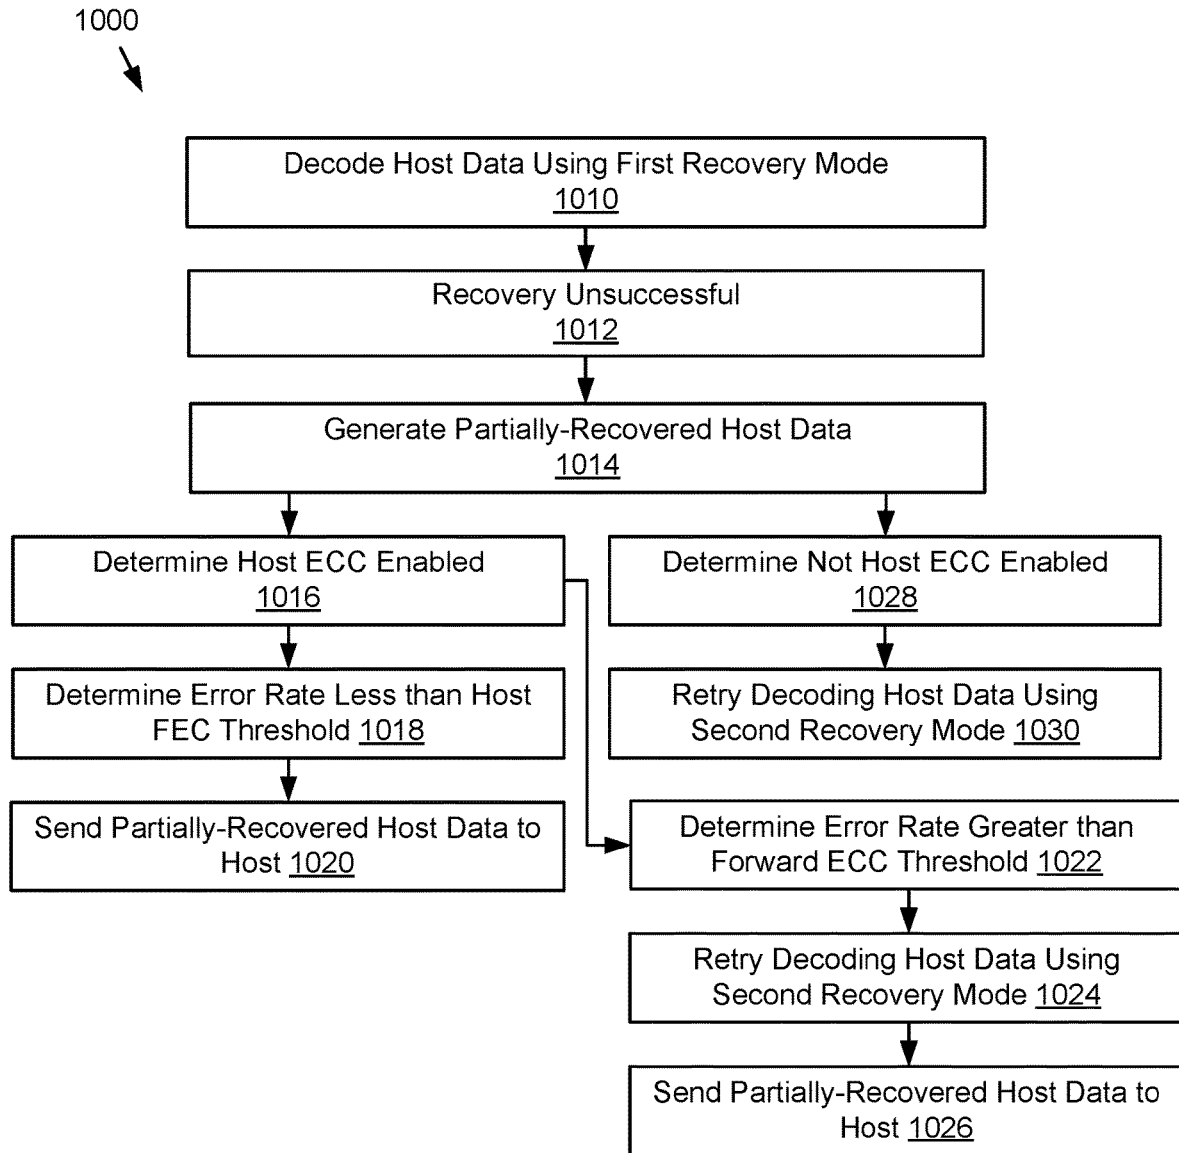 1000
Decode Host Data Using First Recovery Mode
1010
Recovery Unsuccessful
1012
Generate Partially-Recovered Host Data
1014
Determine Host ECC Enabled
1016
Determine Error Rate Less than Host
FEC Threshold 1018
Send Partially-Recovered Host Data to
Host 1020
Determine Not Host ECC Enabled
1028
Retry Decoding Host Data Using
Second Recovery Mode 1030
Determine Error Rate Greater than
Forward ECC Threshold 1022
Retry Decoding Host Data Using
Second Recovery Mode 1024
Send Partially-Recovered Host Data to
Host 1026